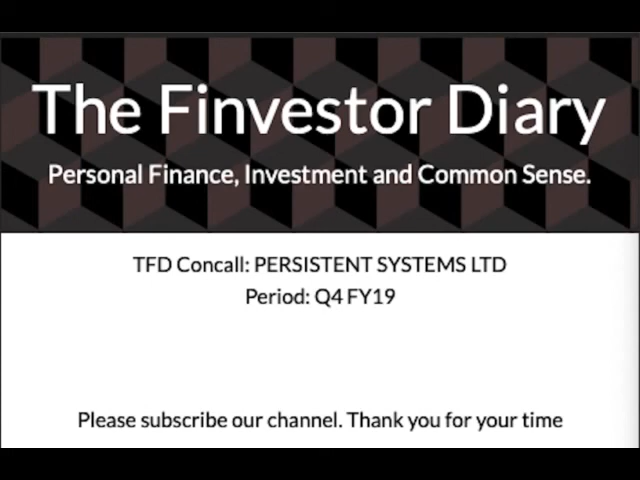 The Finvestor Diary
Personal Finance, Investment and Common Sense.
TFD Concall: PERSISTENT SYSTEMS LTD
Period: Q4 FY19
Please subscribe our channel. Thank you for your time